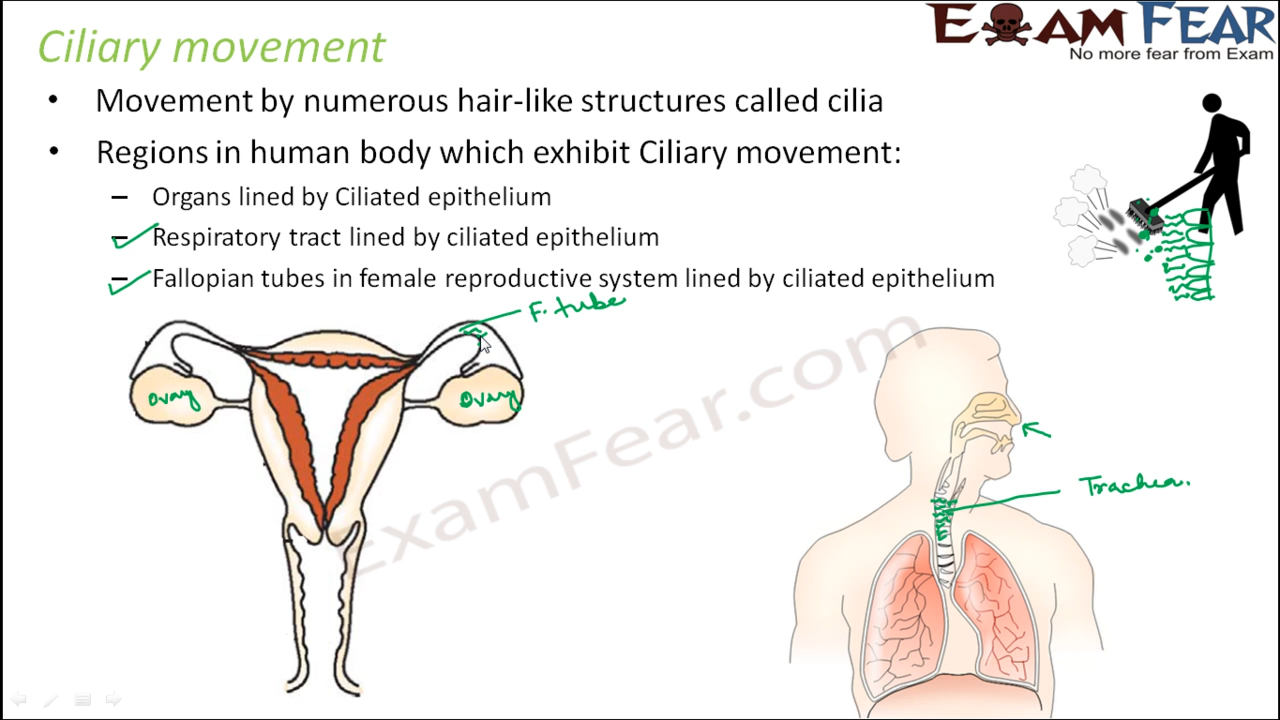 Ciliary movement
EXAM FEAR
No more fear from Exam
• Movement by numerous hair-like structures called cilia
• Regions in human body which exhibit Ciliary movement:
– Organs lined by Ciliated epithelium
– Respiratory tract lined by ciliated epithelium
– Fallopian tubes in female reproductive system lined by ciliated epithelium
F. tube
ovary
ovary
Trachea.
ExamFear.com